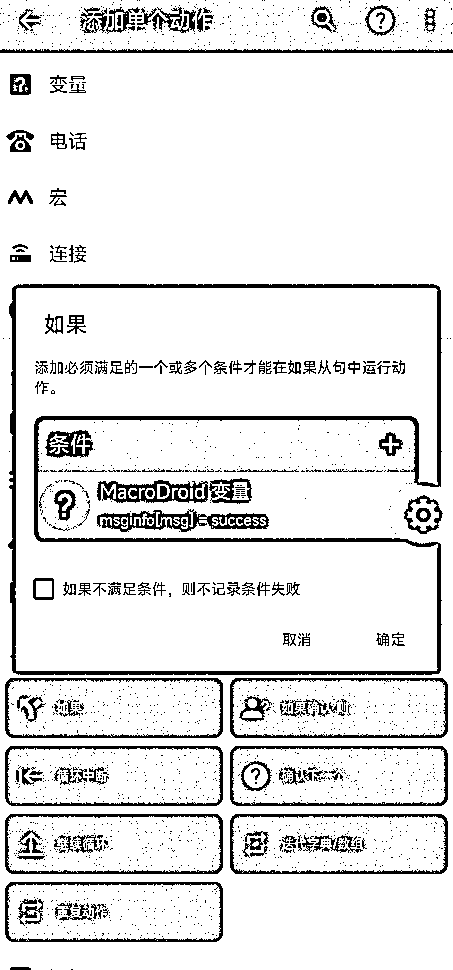 添加单个动作
变量
电话
宏
连接
如果
添加必须满足的一个或多个条件才能在如果从句中运行动
作。
条件
MacroDroid 变量
msginfo[msg] = success
如果不满足条件，则不记录条件失败
取消 确定
如果 如果确认则
循环中断 确认下一个
继续循环 迭代字典/数组
重复动作